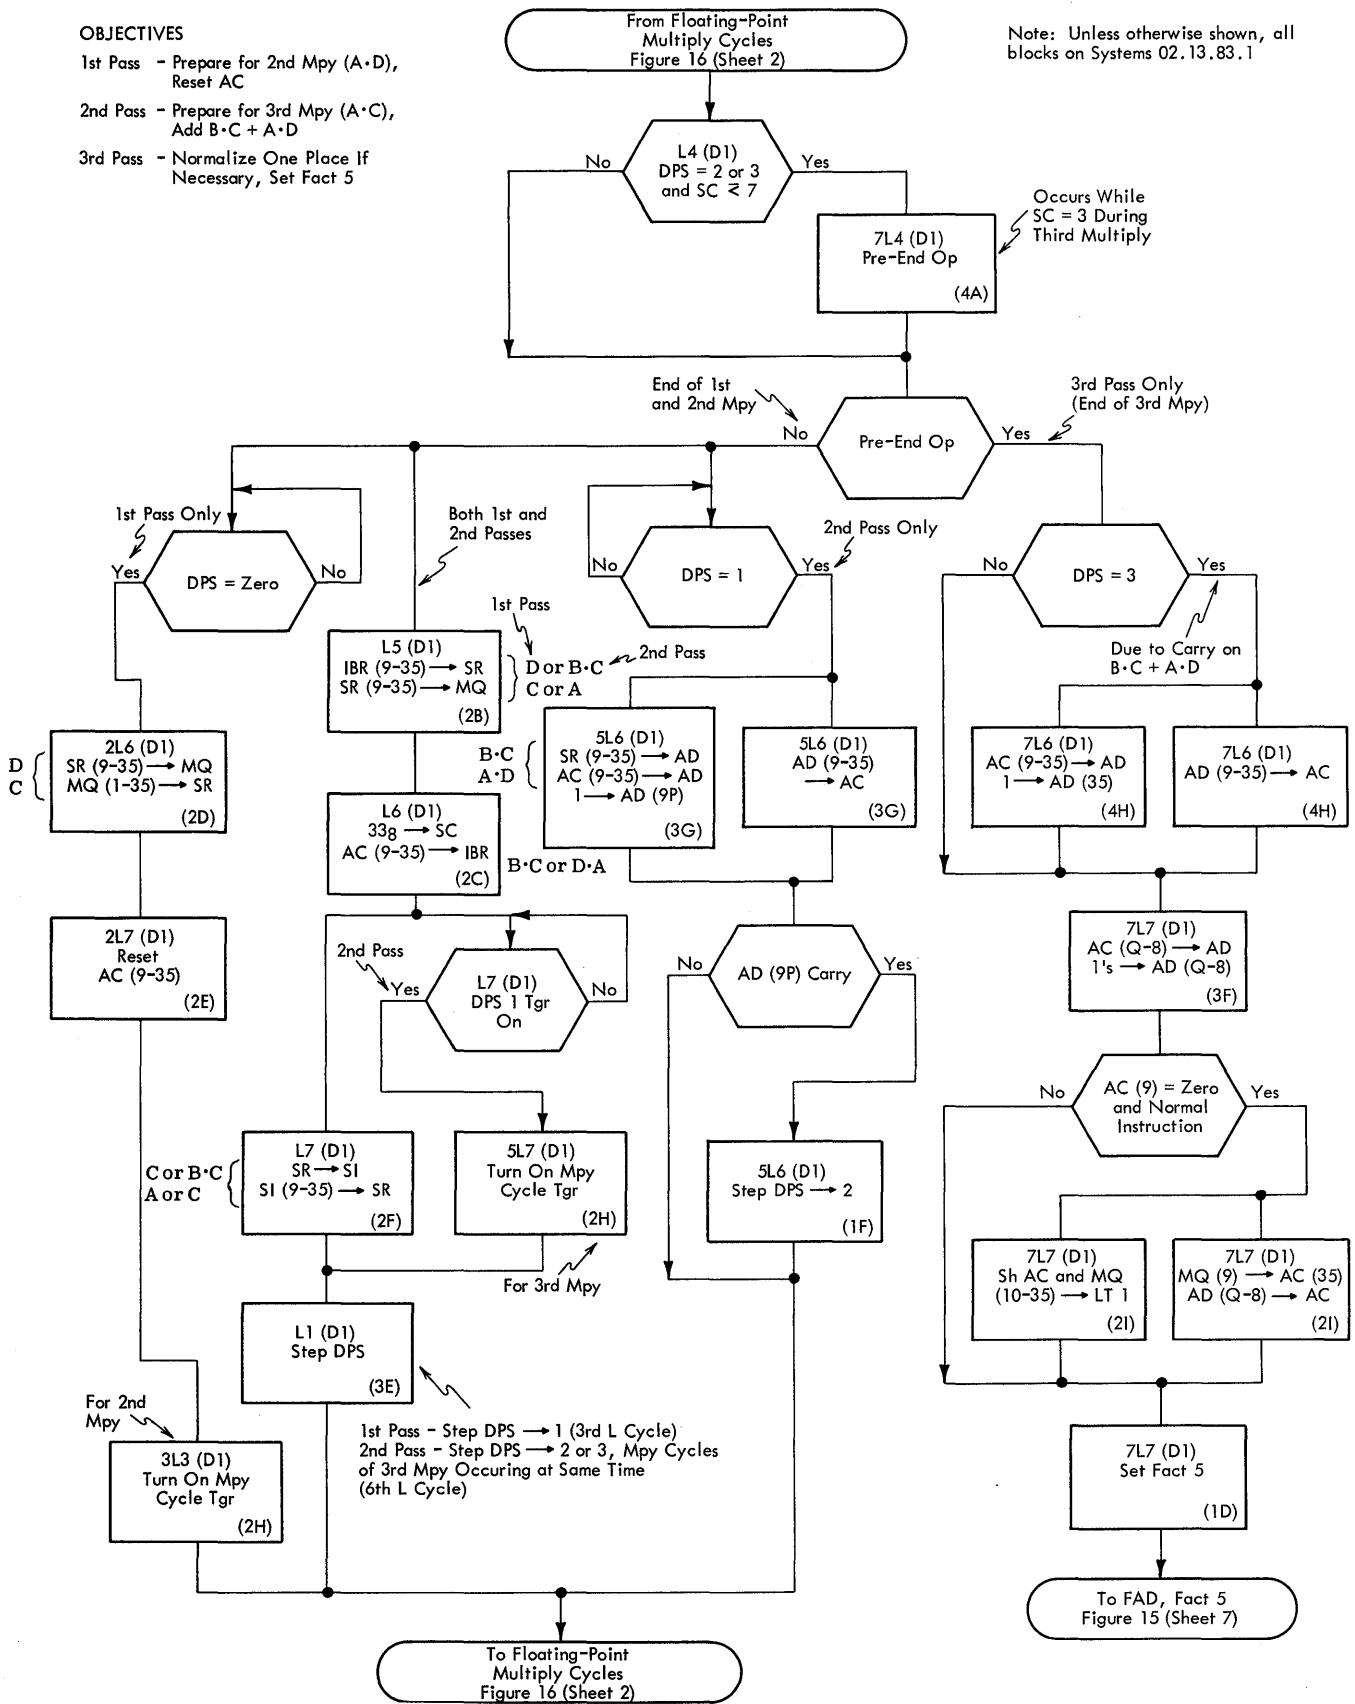 OBJECTIVES
1st Pass – Prepare for 2nd Mpy (A·D),
Reset AC
2nd Pass – Prepare for 3rd Mpy (A·C),
Add B·C + A·D
3rd Pass – Normalize One Place If
Necessary, Set Fact 5
From Floating-Point
Multiply Cycles
Figure 16 (Sheet 2)
Note: Unless otherwise shown, all
blocks on Systems 02.13.83.1
L4 (D1)
DPS = 2 or 3
and SC ⋜ 7
No
Yes
7L4 (D1)
Pre-End Op
(4A)
Occurs While
SC = 3 During
Third Multiply
End of 1st
and 2nd Mpy
3rd Pass Only
(End of 3rd Mpy)
No
Pre-End Op
Yes
1st Pass Only
Yes
DPS = Zero
No
Both 1st and
2nd Passes
No
DPS = 1
Yes
2nd Pass Only
No
DPS = 3
Yes
Due to Carry on
B·C + A·D
1st Pass
2nd Pass
L5 (D1)
IBR (9-35) → SR
SR (9-35) → MQ
(2B)
D or B·C
C or A
D
C
2L6 (D1)
SR (9-35) → MQ
MQ (1-35) → SR
(2D)
L6 (D1)
33₈ → SC
AC (9-35) → IBR
(2C)
B·C or D·A
B·C
A·D
5L6 (D1)
SR (9-35) → AD
AC (9-35) → AD
1 → AD (9P)
(3G)
5L6 (D1)
AD (9-35)
→ AC
(3G)
7L6 (D1)
AC (9-35) → AD
1 → AD (35)
(4H)
7L6 (D1)
AD (9-35) → AC
(4H)
2L7 (D1)
Reset
AC (9-35)
(2E)
2nd Pass
Yes
L7 (D1)
DPS 1 Tgr
On
No
No
AD (9P) Carry
Yes
7L7 (D1)
AC (Q-8) → AD
1's → AD (Q-8)
(3F)
No
AC (9) = Zero
and Normal
Instruction
Yes
C or B·C
A or C
L7 (D1)
SR → SI
SI (9-35) → SR
(2F)
5L7 (D1)
Turn On Mpy
Cycle Tgr
(2H)
For 3rd Mpy
5L6 (D1)
Step DPS → 2
(1F)
7L7 (D1)
Sh AC and MQ
(10-35) → LT 1
(2I)
7L7 (D1)
MQ (9) → AC (35)
AD (Q-8) → AC
(2I)
L1 (D1)
Step DPS
(3E)
1st Pass – Step DPS → 1 (3rd L Cycle)
2nd Pass – Step DPS → 2 or 3, Mpy Cycles
of 3rd Mpy Occuring at Same Time
(6th L Cycle)
For 2nd
Mpy
3L3 (D1)
Turn On Mpy
Cycle Tgr
(2H)
7L7 (D1)
Set Fact 5
(1D)
To FAD, Fact 5
Figure 15 (Sheet 7)
To Floating-Point
Multiply Cycles
Figure 16 (Sheet 2)